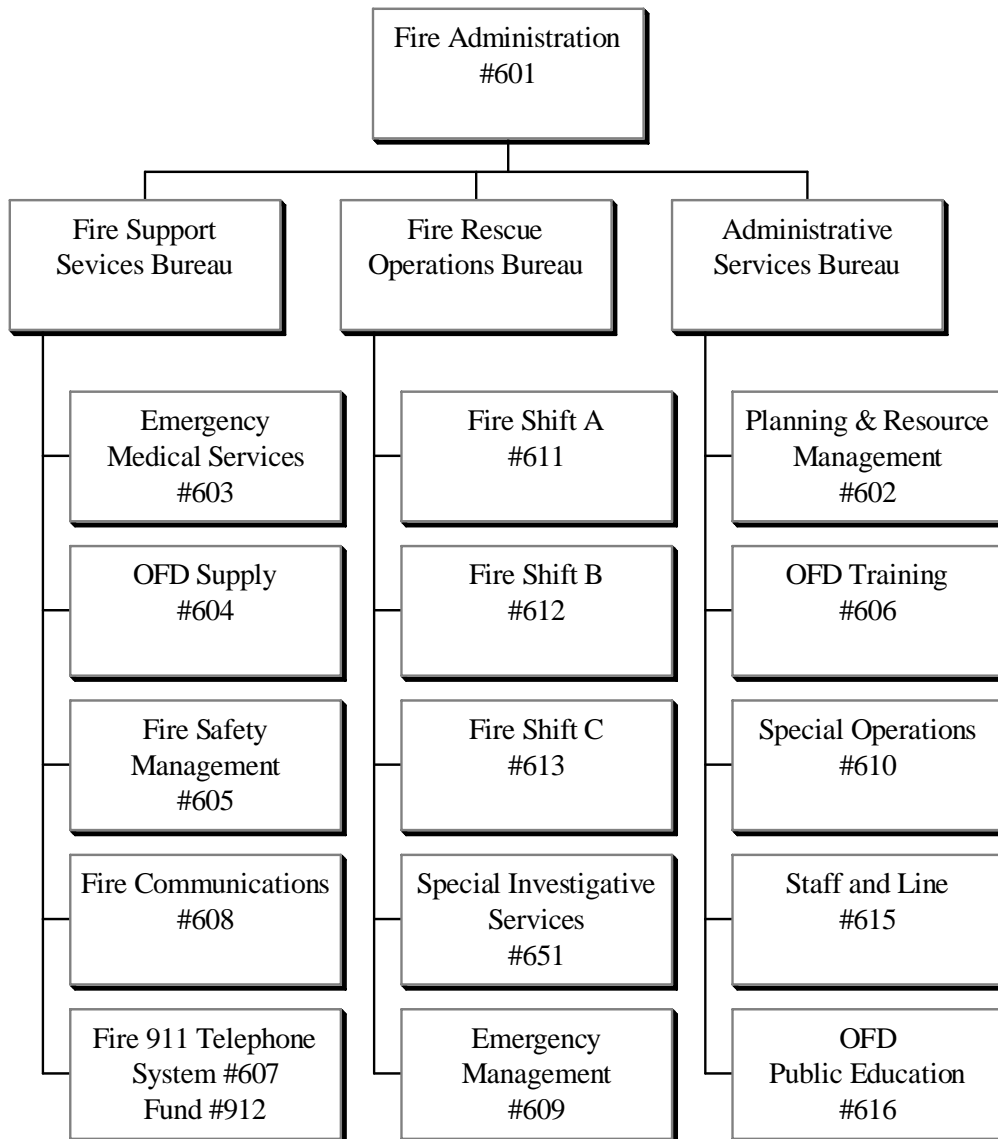 Fire Administration
#601
Fire Support
Sevices Bureau
Fire Rescue
Operations Bureau
Administrative
Services Bureau
Emergency
Medical Services
#603
OFD Supply
#604
Fire Safety
Management
#605
Fire Communications
#608
Fire 911 Telephone
System #607
Fund #912
Fire Shift A
#611
Fire Shift B
#612
Fire Shift C
#613
Special Investigative
Services
#651
Emergency
Management
#609
Planning & Resource
Management
#602
OFD Training
#606
Special Operations
#610
Staff and Line
#615
OFD
Public Education
#616